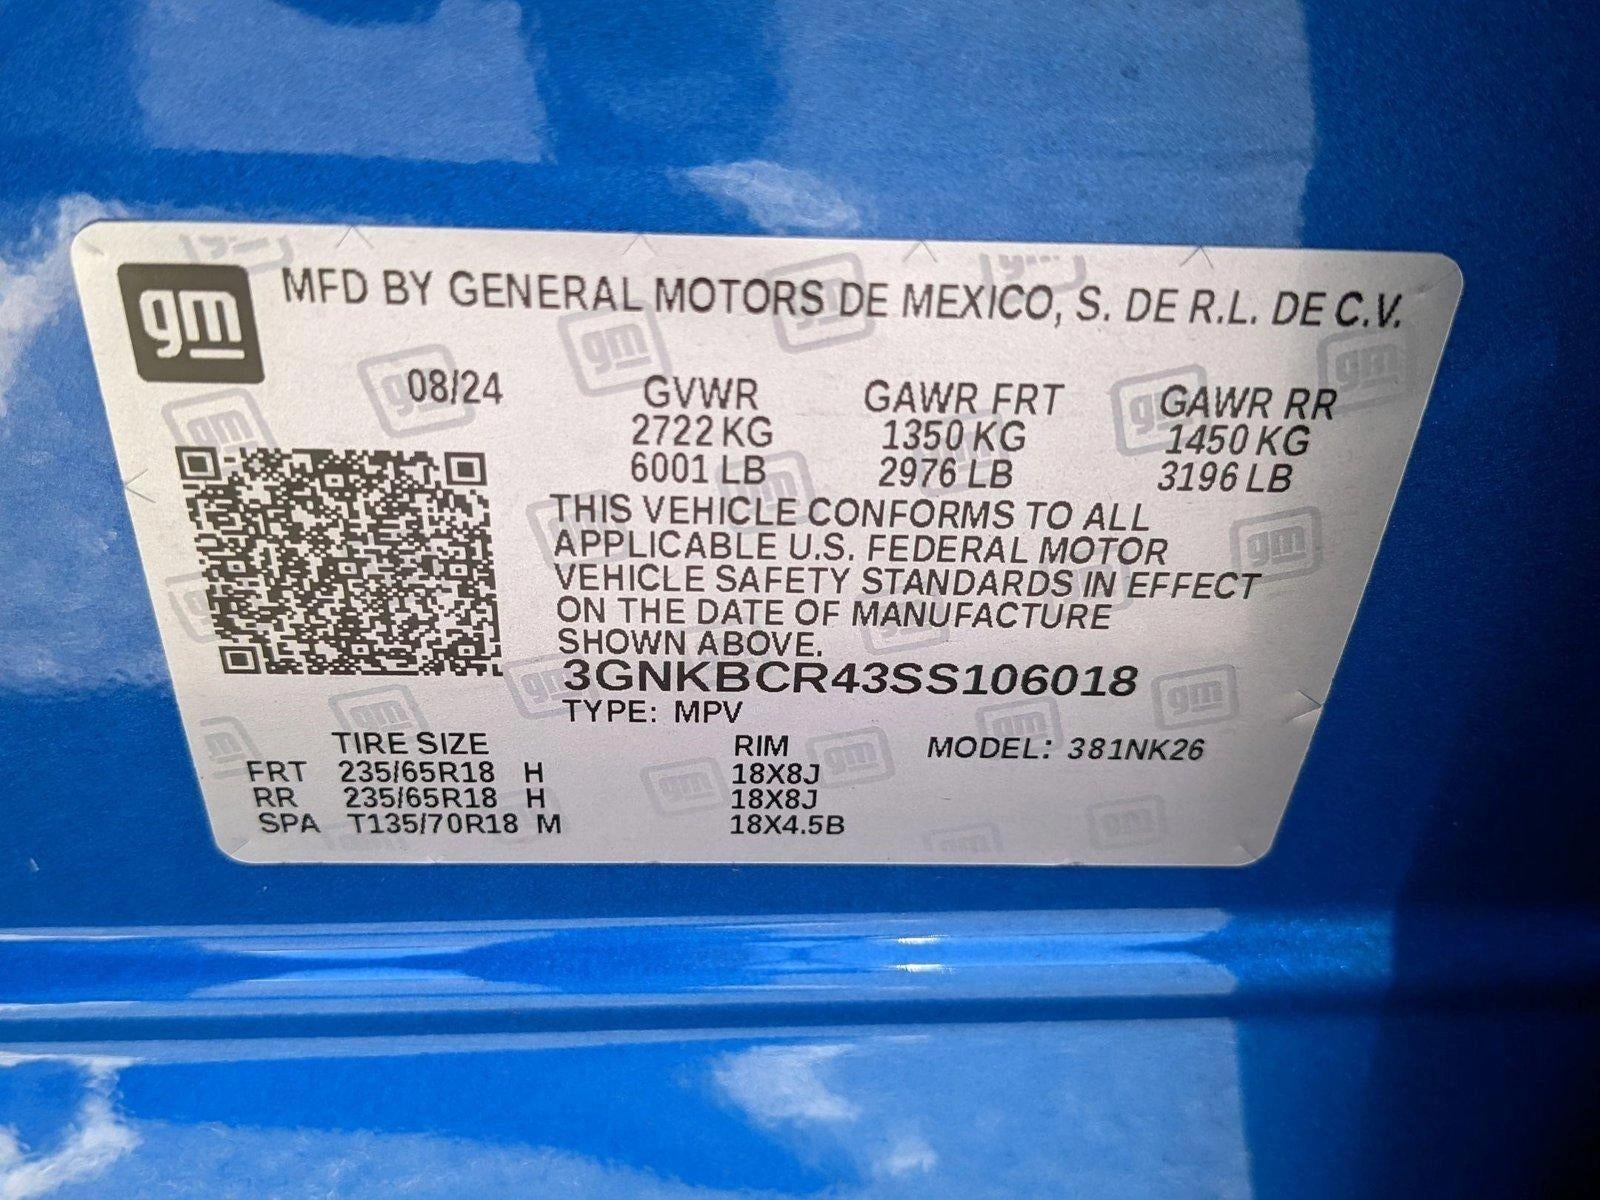 gm MFD BY GENERAL MOTORS DE MEXICO, S. DE R.L. DE C.V.
08/24 GVWR GAWR FRT GAWR RR
2722 KG 1350 KG 1450 KG
6001 LB 2976 LB 3196 LB
THIS VEHICLE CONFORMS TO ALL
APPLICABLE U.S. FEDERAL MOTOR
VEHICLE SAFETY STANDARDS IN EFFECT
ON THE DATE OF MANUFACTURE
SHOWN ABOVE.
3GNKBCR43SS106018
TYPE: MPV
TIRE SIZE RIM MODEL: 381NK26
FRT 235/65R18 H 18X8J
RR 235/65R18 H 18X8J
SPA T135/70R18 M 18X4.5B